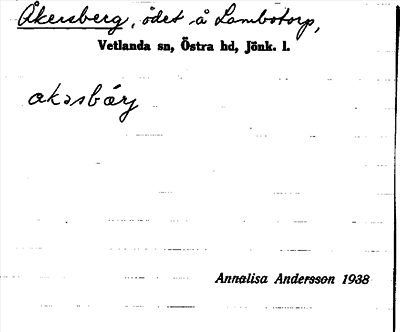 Åkersberg, ödet å Lambotorp,
Vetlanda sn, Östra hd, Jönk. l.
akəsbärj
Annalisa Andersson 1938